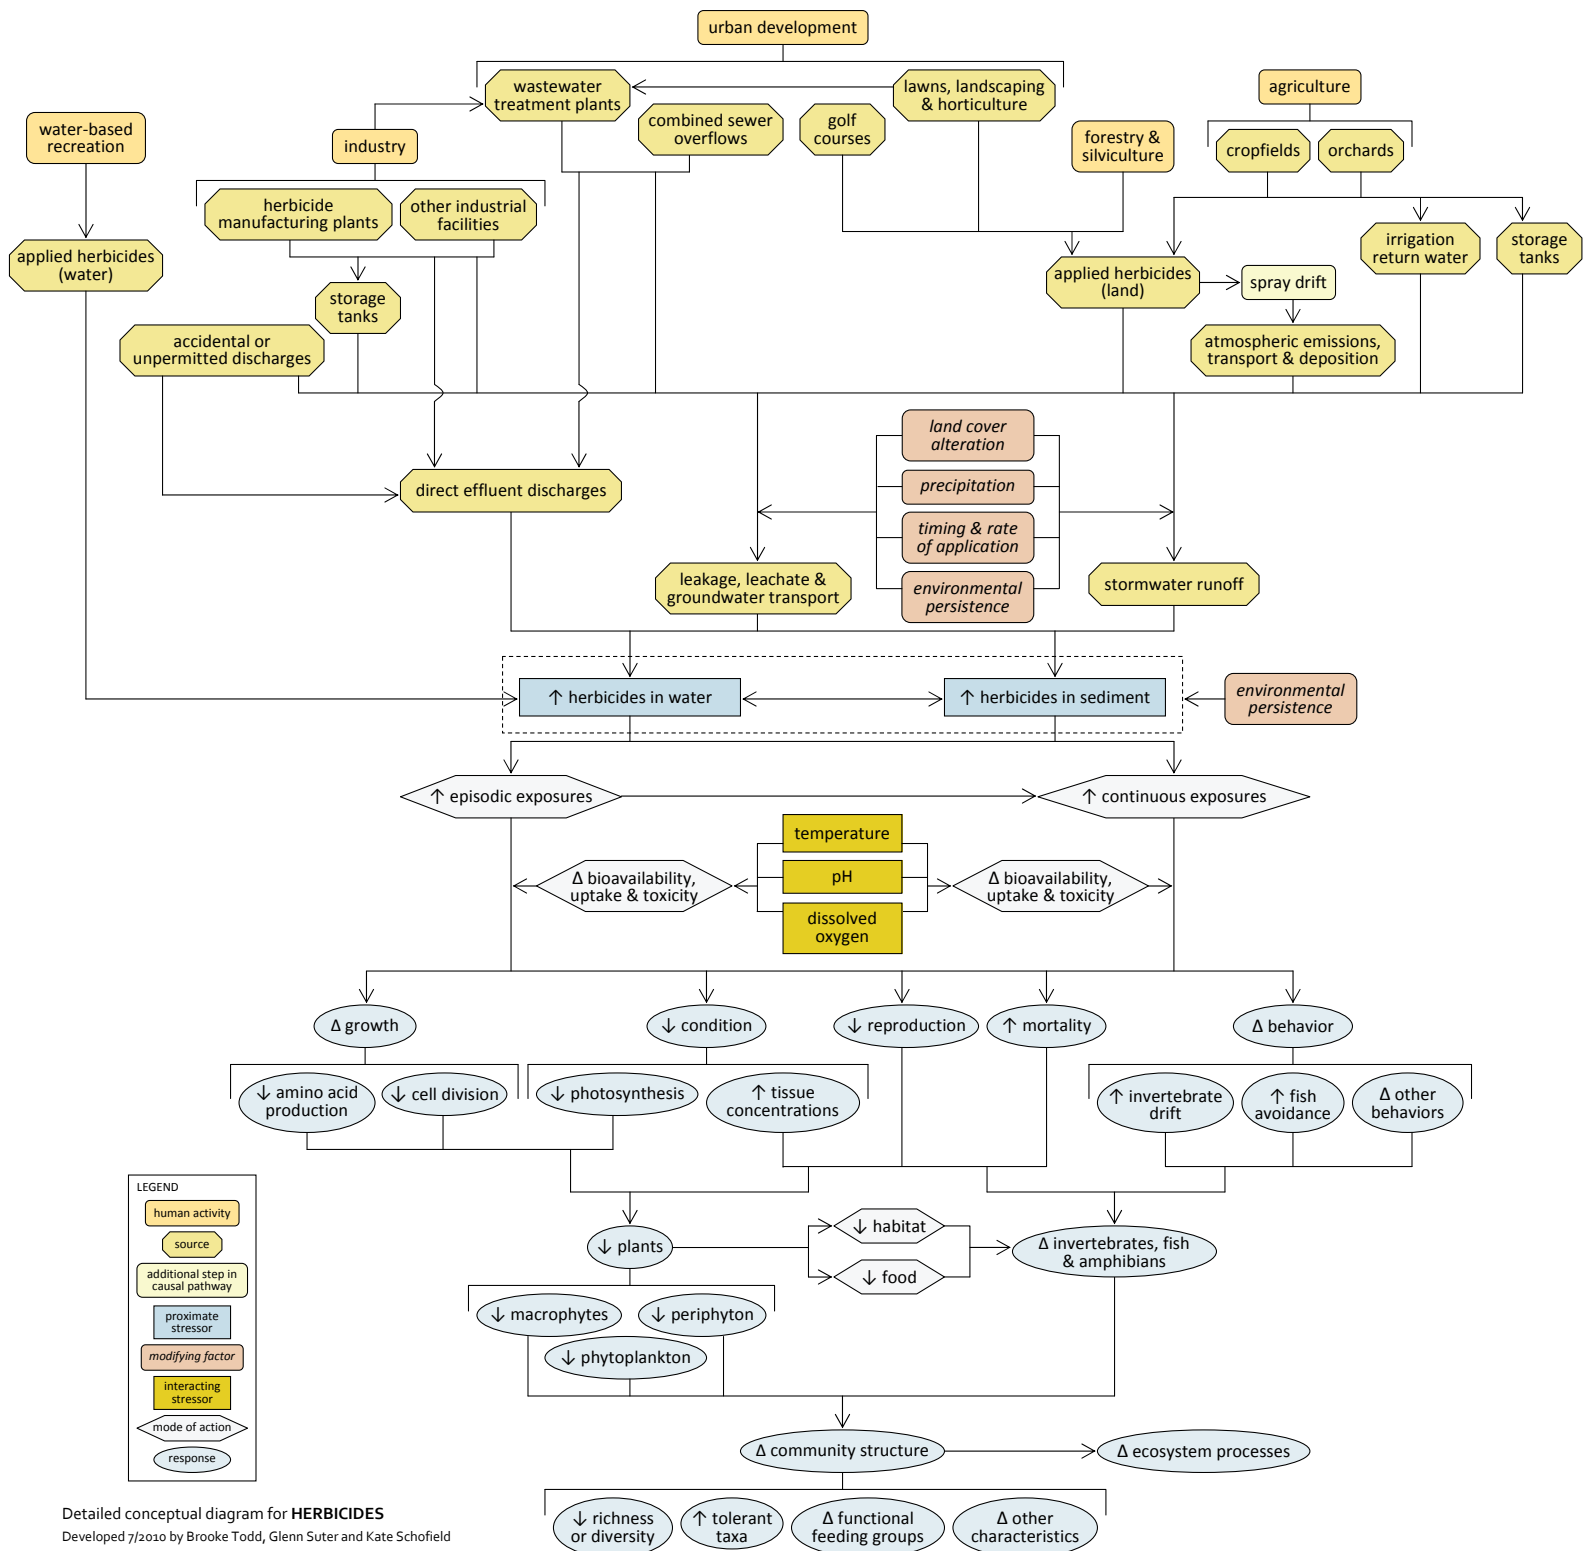 urban development
wastewater
treatment plants
lawns, landscaping
& horticulture
agriculture
water-based
recreation
industry
combined sewer
overflows
golf
courses
forestry &
silviculture
cropfields
orchards
herbicide
manufacturing plants
other industrial
facilities
applied herbicides
(water)
irrigation
return water
storage
tanks
applied herbicides
(land)
spray drift
storage
tanks
accidental or
unpermitted discharges
atmospheric emissions,
transport & deposition
land cover
alteration
precipitation
direct effluent discharges
timing & rate
of application
leakage, leachate &
groundwater transport
environmental
persistence
stormwater runoff
↑ herbicides in water
↑ herbicides in sediment
environmental
persistence
↑ episodic exposures
↑ continuous exposures
temperature
pH
dissolved
oxygen
Δ bioavailability,
uptake & toxicity
Δ bioavailability,
uptake & toxicity
Δ growth
↓ condition
↓ reproduction
↑ mortality
Δ behavior
↓ amino acid
production
↓ cell division
↓ photosynthesis
↑ tissue
concentrations
↑ invertebrate
drift
↑ fish
avoidance
Δ other
behaviors
↓ plants
↓ habitat
↓ food
Δ invertebrates, fish
& amphibians
↓ macrophytes
↓ periphyton
↓ phytoplankton
Δ community structure
Δ ecosystem processes
↓ richness
or diversity
↑ tolerant
taxa
Δ functional
feeding groups
Δ other
characteristics
LEGEND
human activity
source
additional step in
causal pathway
proximate
stressor
modifying factor
interacting
stressor
mode of action
response
Detailed conceptual diagram for HERBICIDES
Developed 7/2010 by Brooke Todd, Glenn Suter and Kate Schofield